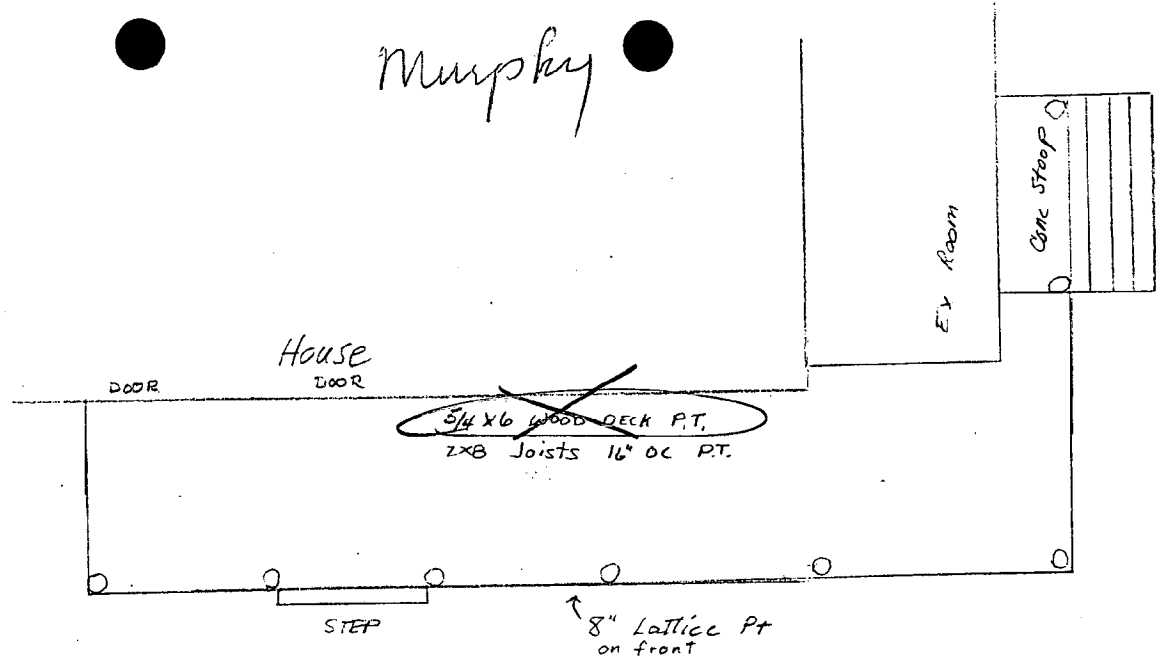 Murphy
Conc Stoop
Ex Room
House
DOOR
DOOR
5/4 x 6 WOOD DECK P.T.
2x8 Joists 16" OC P.T.
STEP
8" Lattice Pt
on front